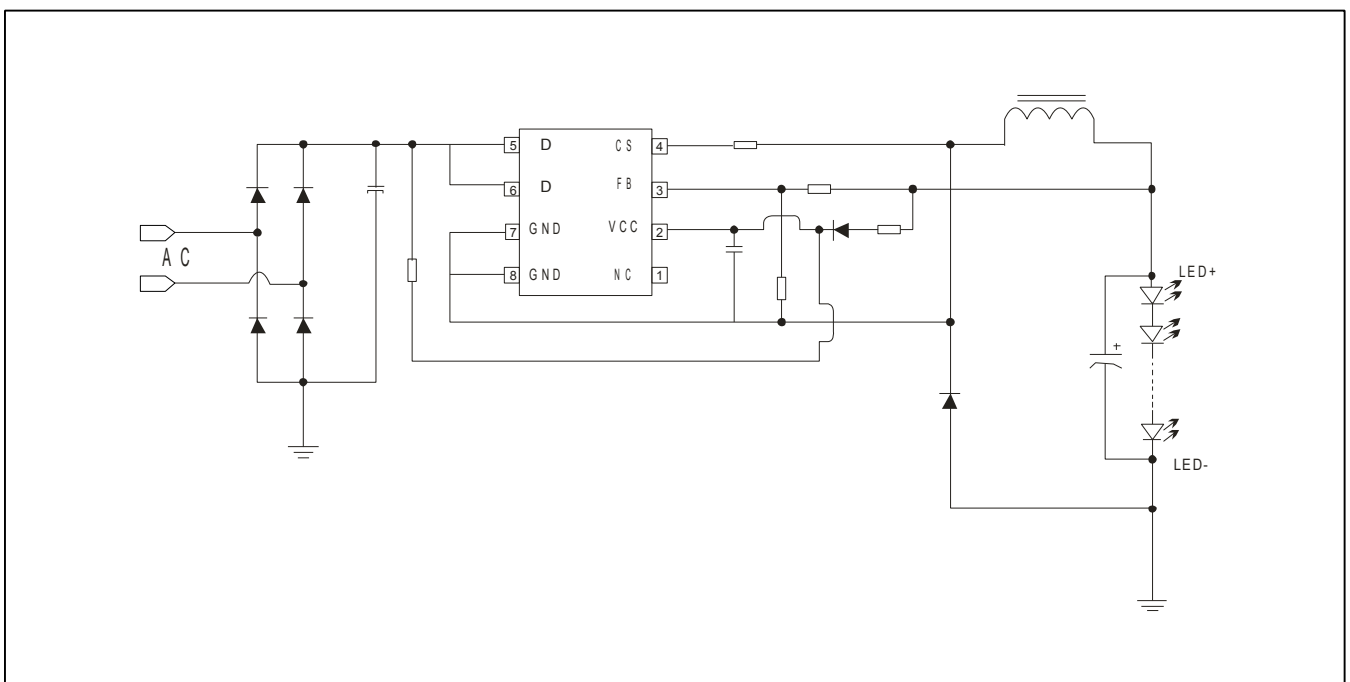 5 D CS 4
6 D FB 3
7 GND VCC 2
8 GND NC 1
AC
LED+
+
LED-